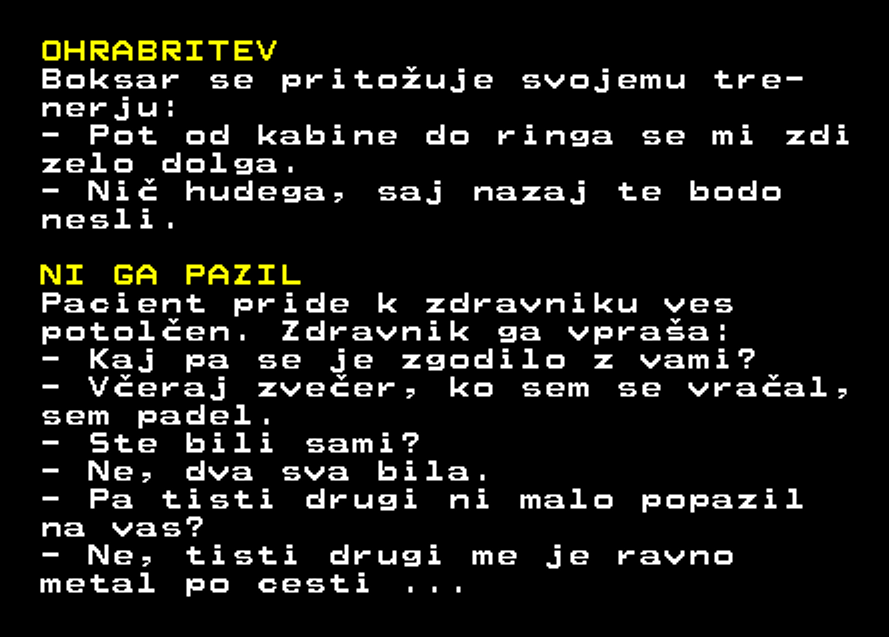 OHRABRITEV
Boksar se pritožuje svojemu tre-
nerju:
- Pot od kabine do ringa se mi zdi
zelo dolga.
- Nič hudega, saj nazaj te bodo
nesli.
NI GA PAZIL
Pacient pride k zdravniku ves
potolčen. Zdravnik ga vpraša:
- Kaj pa se je zgodilo z vami?
- Včeraj zvečer, ko sem se vračal,
sem padel.
- Ste bili sami?
- Ne, dva sva bila.
- Pa tisti drugi ni malo popazil
na vas?
- Ne, tisti drugi me je ravno
metal po cesti ...